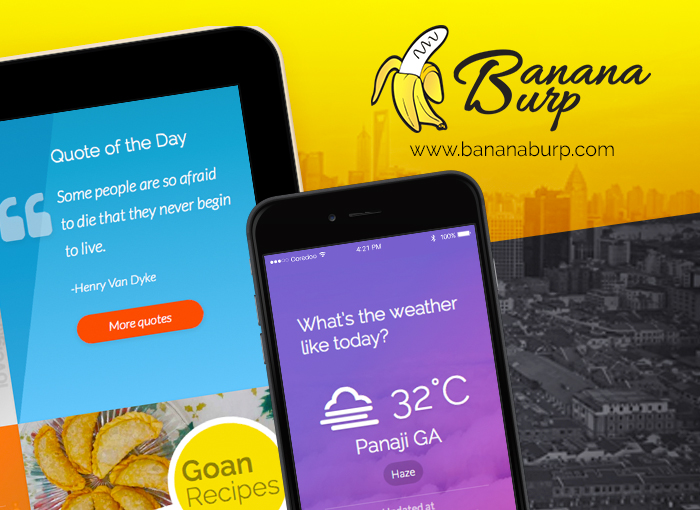 Banana
Burp
www.bananaburp.com
Quote of the Day
Some people are so afraid
to die that they never begin
to live.
-Henry Van Dyke
More quotes
Goan
Recipes
Ooredoo
4:21 PM
100%
What's the weather
like today?
32°C
Panaji GA
Haze
Updated at